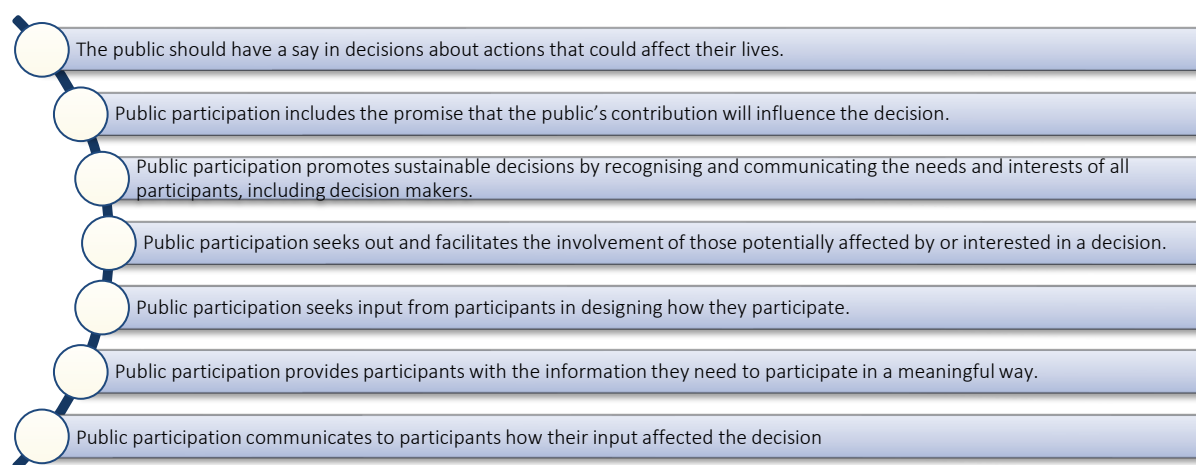 The public should have a say in decisions about actions that could affect their lives.
Public participation includes the promise that the public’s contribution will influence the decision.
Public participation promotes sustainable decisions by recognising and communicating the needs and interests of all
participants, including decision makers.
Public participation seeks out and facilitates the involvement of those potentially affected by or interested in a decision.
Public participation seeks input from participants in designing how they participate.
Public participation provides participants with the information they need to participate in a meaningful way.
Public participation communicates to participants how their input affected the decision